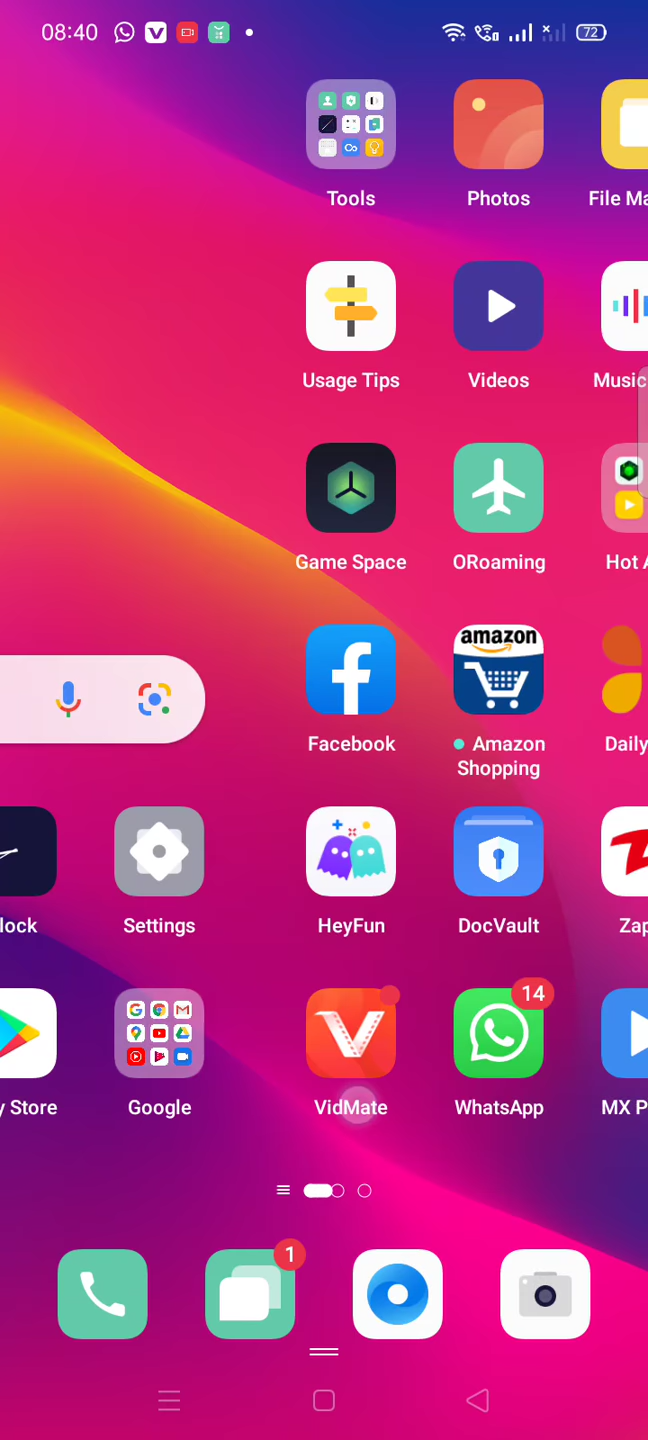 08:40
72
Tools
Photos
File Ma
Usage Tips
Videos
Music
Game Space
ORoaming
Hot A
amazon
Facebook
Amazon Shopping
Daily
lock
Settings
HeyFun
DocVault
Zap
14
y Store
Google
VidMate
WhatsApp
MX P
1